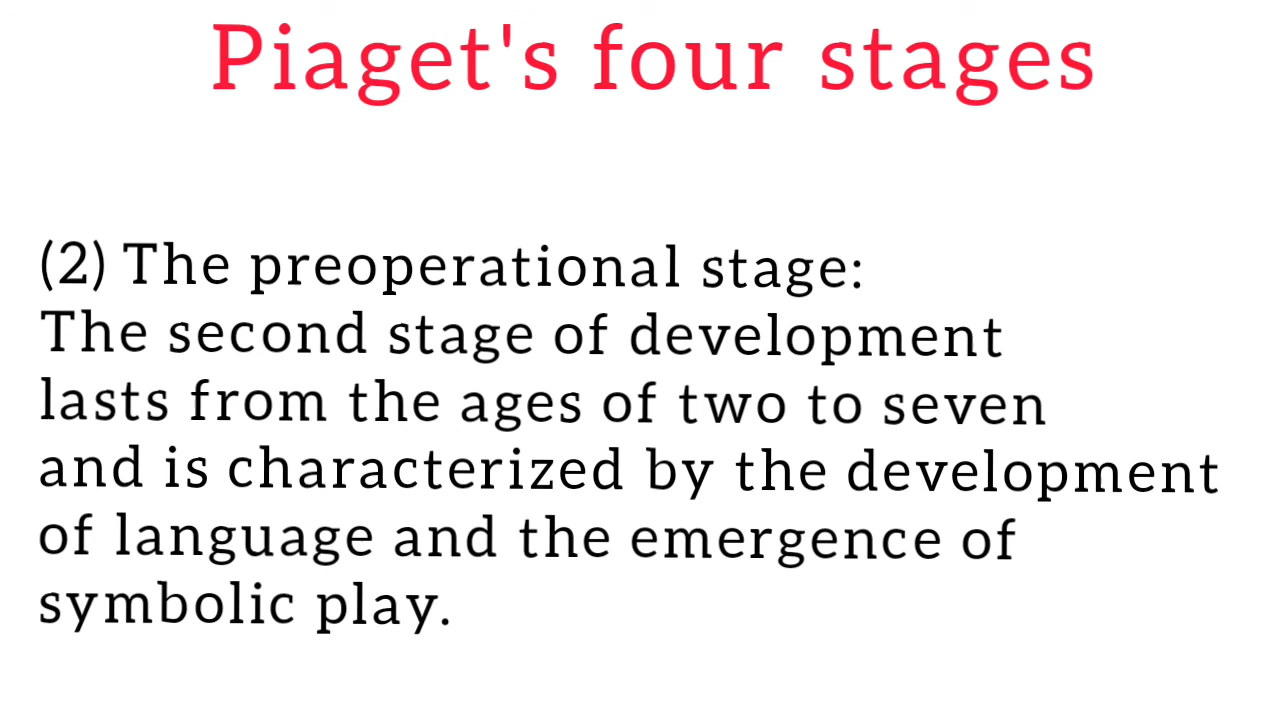 Piaget's four stages
(2) The preoperational stage:
The second stage of development
lasts from the ages of two to seven
and is characterized by the development
of language and the emergence of
symbolic play.